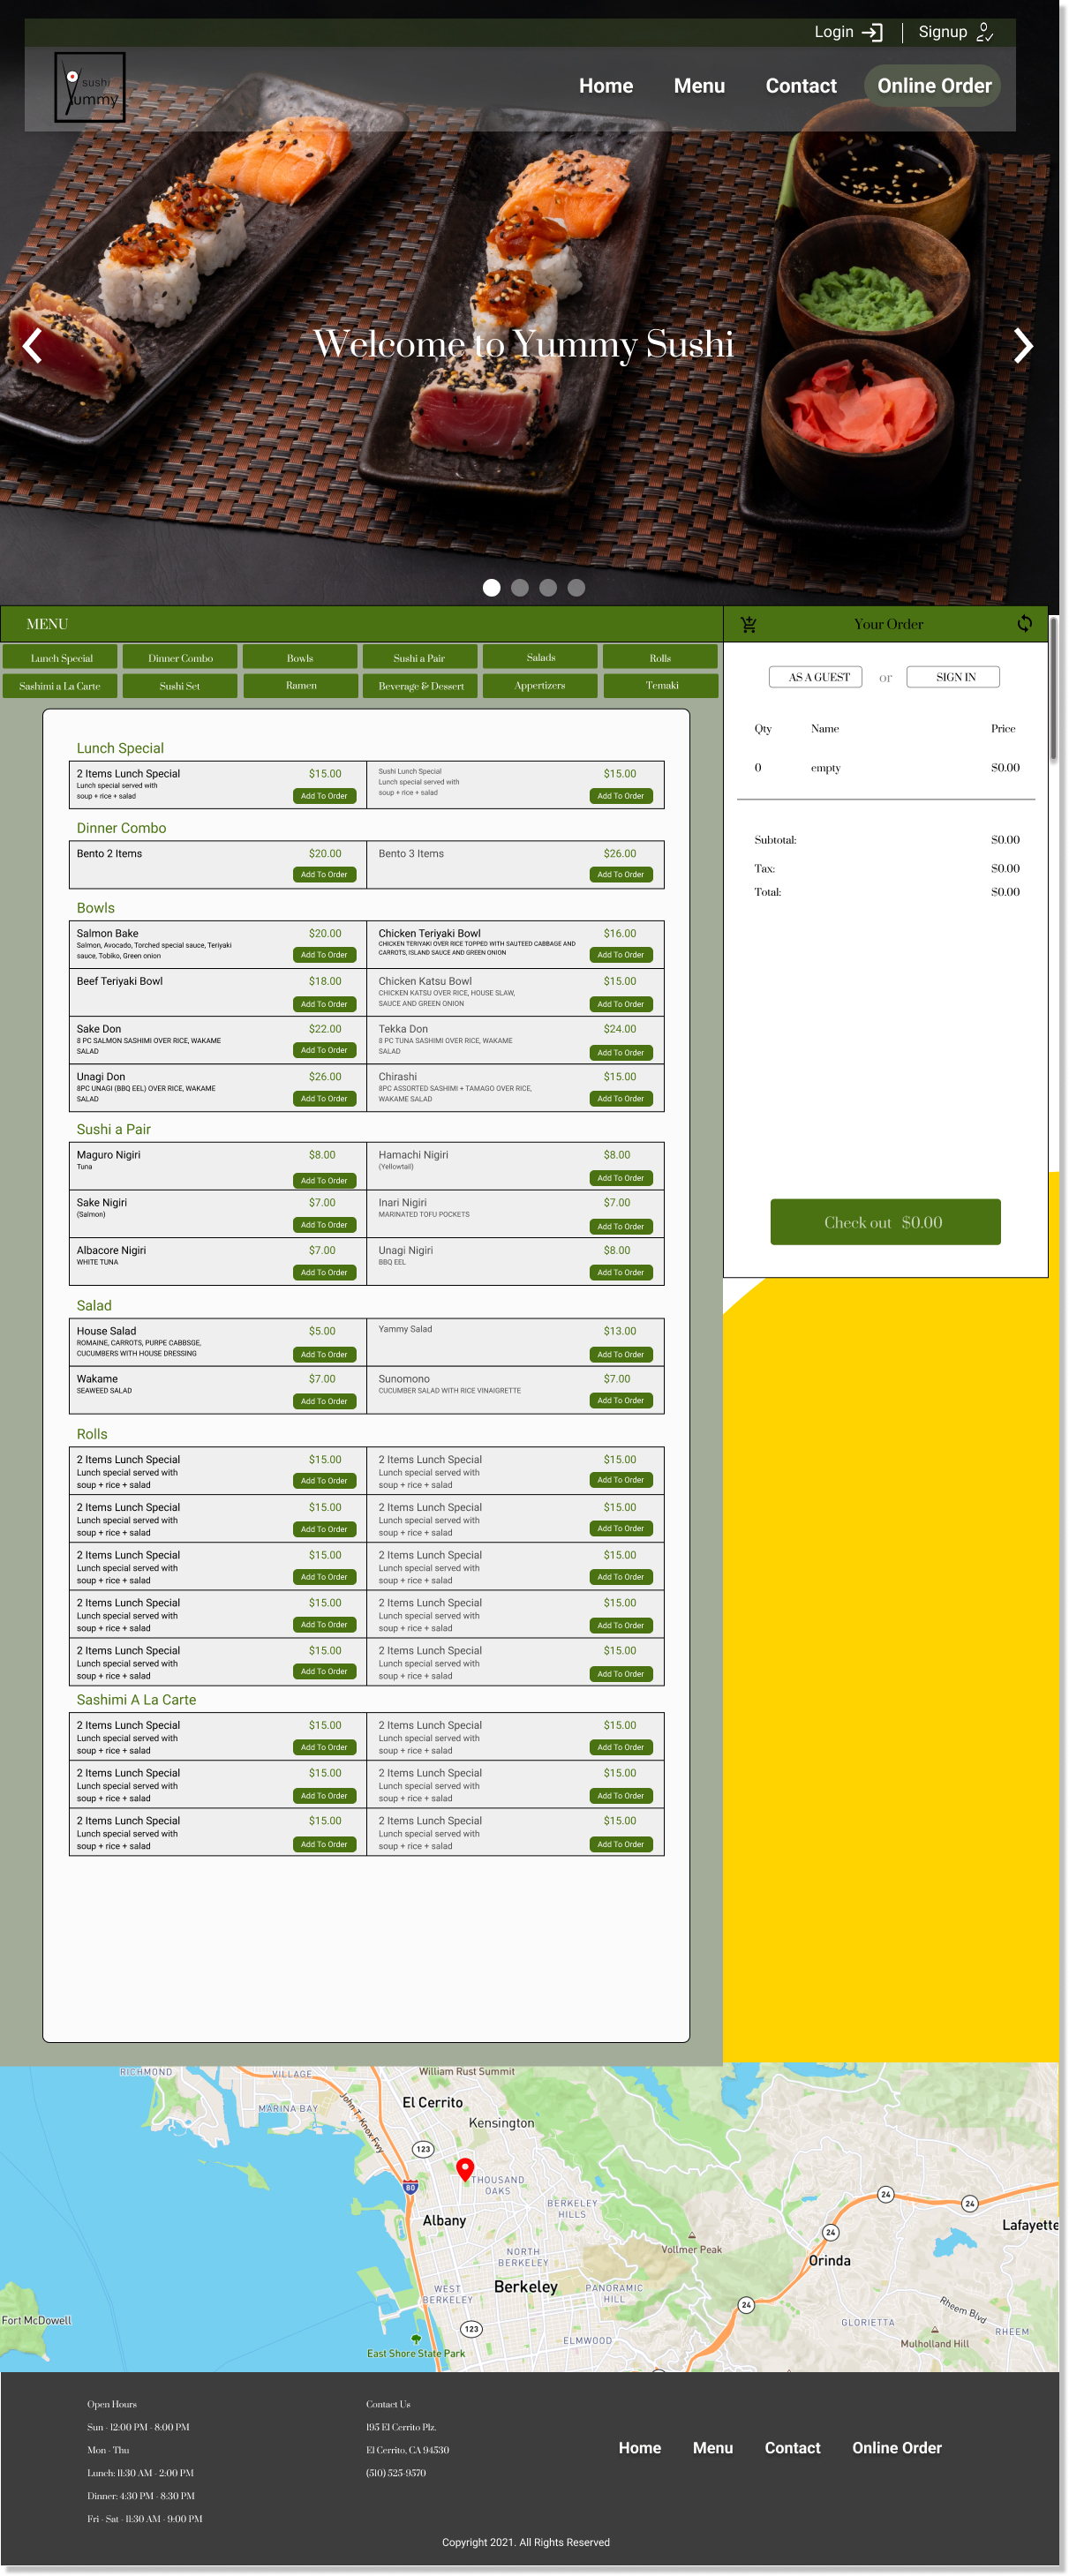 Login
Signup
sushi
yummy
Home
Menu
Contact
Online Order
Welcome to Yummy Sushi
MENU
Your Order
Lunch Special
Dinner Combo
Bowls
Sushi a Pair
Salads
Rolls
Sashimi a La Carte
Sushi Set
Ramen
Beverage & Dessert
Appertizers
Temaki
AS A GUEST
or
SIGN IN
Qty
Name
Price
0
empty
$0.00
Subtotal:
$0.00
Tax:
$0.00
Total:
$0.00
Check out $0.00
Lunch Special
2 Items Lunch Special
$15.00
Lunch special served with
soup + rice + salad
Add To Order
Sushi Lunch Special
$15.00
Lunch special served with
soup + rice + salad
Add To Order
Dinner Combo
Bento 2 Items
$20.00
Add To Order
Bento 3 Items
$26.00
Add To Order
Bowls
Salmon Bake
$20.00
Salmon, Avocado, Torched special sauce, Teriyaki
sauce, Tobiko, Green onion
Add To Order
Chicken Teriyaki Bowl
$16.00
CHICKEN TERIYAKI OVER RICE TOPPED WITH SAUTEED CABBAGE AND
CARROTS, ISLAND SAUCE AND GREEN ONION
Add To Order
Beef Teriyaki Bowl
$18.00
Add To Order
Chicken Katsu Bowl
$15.00
CHICKEN KATSU OVER RICE, HOUSE SLAW,
SAUCE AND GREEN ONION
Add To Order
Sake Don
$22.00
8 PC SALMON SASHIMI OVER RICE, WAKAME
SALAD
Add To Order
Tekka Don
$24.00
8 PC TUNA SASHIMI OVER RICE, WAKAME
SALAD
Add To Order
Unagi Don
$26.00
8PC UNAGI (BBQ EEL) OVER RICE, WAKAME
SALAD
Add To Order
Chirashi
$15.00
8PC ASSORTED SASHIMI + TAMAGO OVER RICE,
WAKAME SALAD
Add To Order
Sushi a Pair
Maguro Nigiri
$8.00
Tuna
Add To Order
Hamachi Nigiri
$8.00
(Yellowtail)
Add To Order
Sake Nigiri
$7.00
(Salmon)
Add To Order
Inari Nigiri
$7.00
MARINATED TOFU POCKETS
Add To Order
Albacore Nigiri
$7.00
WHITE TUNA
Add To Order
Unagi Nigiri
$8.00
BBQ EEL
Add To Order
Salad
House Salad
$5.00
ROMAINE, CARROTS, PURPE CABBSGE,
CUCUMBERS WITH HOUSE DRESSING
Add To Order
Yammy Salad
$13.00
Add To Order
Wakame
$7.00
SEAWEED SALAD
Add To Order
Sunomono
$7.00
CUCUMBER SALAD WITH RICE VINAIGRETTE
Add To Order
Rolls
2 Items Lunch Special
$15.00
Lunch special served with
soup + rice + salad
Add To Order
2 Items Lunch Special
$15.00
Lunch special served with
soup + rice + salad
Add To Order
2 Items Lunch Special
$15.00
Lunch special served with
soup + rice + salad
Add To Order
2 Items Lunch Special
$15.00
Lunch special served with
soup + rice + salad
Add To Order
2 Items Lunch Special
$15.00
Lunch special served with
soup + rice + salad
Add To Order
2 Items Lunch Special
$15.00
Lunch special served with
soup + rice + salad
Add To Order
2 Items Lunch Special
$15.00
Lunch special served with
soup + rice + salad
Add To Order
2 Items Lunch Special
$15.00
Lunch special served with
soup + rice + salad
Add To Order
2 Items Lunch Special
$15.00
Lunch special served with
soup + rice + salad
Add To Order
2 Items Lunch Special
$15.00
Lunch special served with
soup + rice + salad
Add To Order
Sashimi A La Carte
2 Items Lunch Special
$15.00
Lunch special served with
soup + rice + salad
Add To Order
2 Items Lunch Special
$15.00
Lunch special served with
soup + rice + salad
Add To Order
2 Items Lunch Special
$15.00
Lunch special served with
soup + rice + salad
Add To Order
2 Items Lunch Special
$15.00
Lunch special served with
soup + rice + salad
Add To Order
2 Items Lunch Special
$15.00
Lunch special served with
soup + rice + salad
Add To Order
2 Items Lunch Special
$15.00
Lunch special served with
soup + rice + salad
Add To Order
RICHMOND
VILLAGE
William Rust Summit
MARINA BAY
John T. Knox Fwy
El Cerrito
Kensington
123
THOUSAND
OAKS
80
BERKELEY
HILLS
24
24
Albany
24
Lafayette
Vollmer Peak
Orinda
NORTH
BERKELEY
WEST
BERKELEY
Berkeley
PANORAMIC
HILL
24
Rheem Blvd
Fort McDowell
123
GLORIETTA
RHEEM
ELMWOOD
Mulholland Hill
East Shore State Park
Open Hours
Sun - 12:00 PM - 8:00 PM
Mon - Thu
Lunch: 11:30 AM - 2:00 PM
Dinner: 4:30 PM - 8:30 PM
Fri - Sat - 11:30 AM - 9:00 PM
Contact Us
195 El Cerrito Plz.
El Cerrito, CA 94530
(510) 525-9570
Home
Menu
Contact
Online Order
Copyright 2021. All Rights Reserved